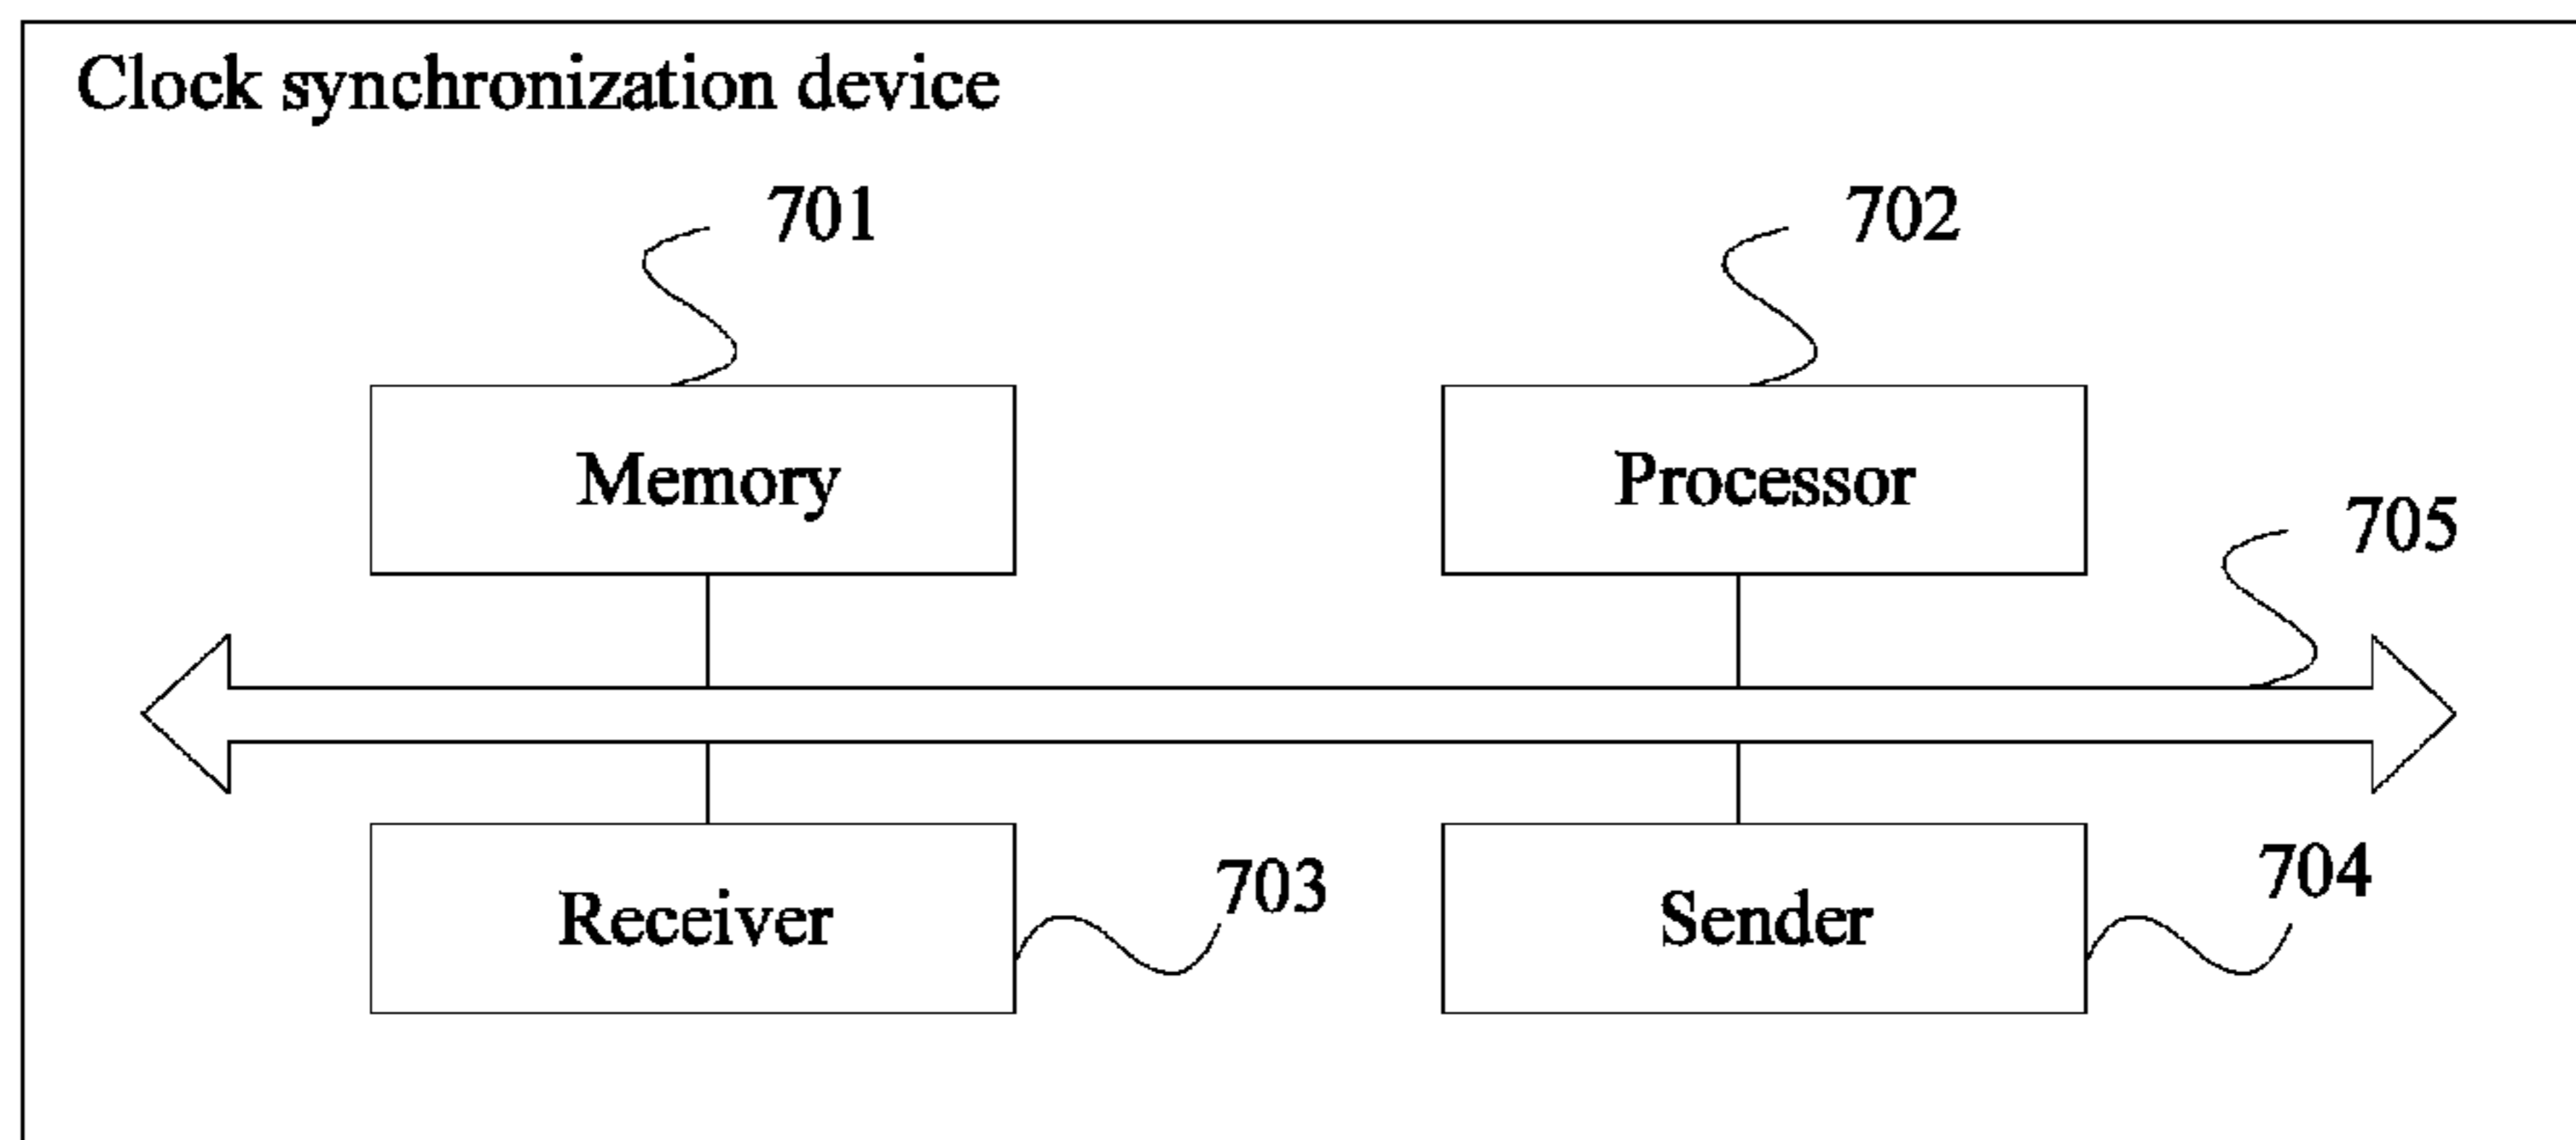 Clock synchronization device
701
702
Memory
Processor
705
Receiver
703
Sender
704